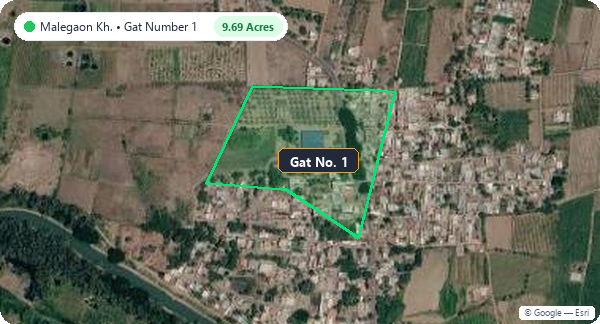 Malegaon Kh. • Gat Number 1
9.69 Acres
Gat No. 1
© Google — Esri